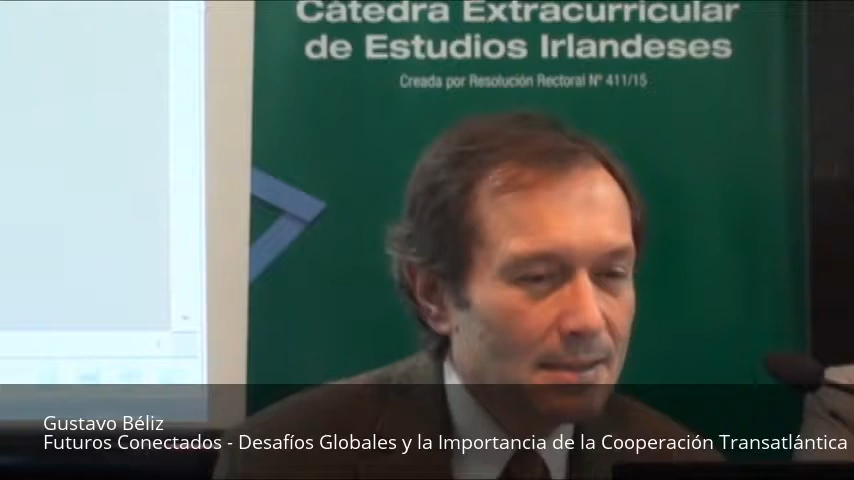 Cátedra Extracurricular
de Estudios Irlandeses
Creada por Resolución Rectoral Nº 411/15
Gustavo Béliz
Futuros Conectados - Desafíos Globales y la Importancia de la Cooperación Transatlántica